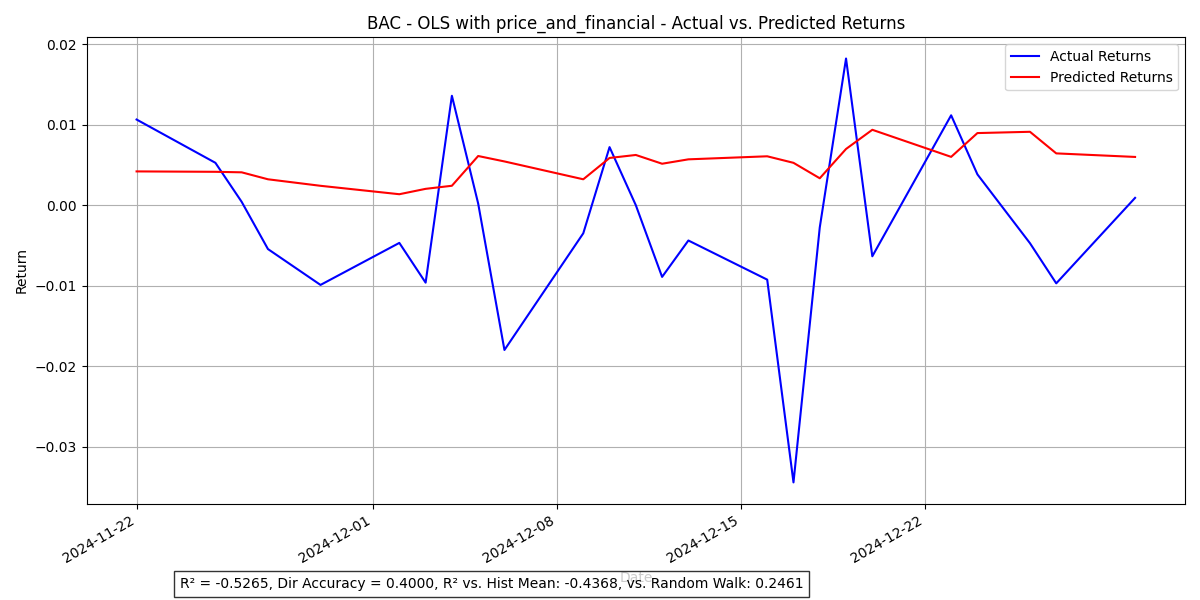 BAC - OLS with price_and_financial - Actual vs. Predicted Returns
Actual Returns
Predicted Returns
0.02
0.01
0.00
−0.01
−0.02
−0.03
Return
2024-11-22
2024-12-01
2024-12-08
2024-12-15
2024-12-22
Date
R² = -0.5265, Dir Accuracy = 0.4000, R² vs. Hist Mean: -0.4368, vs. Random Walk: 0.2461